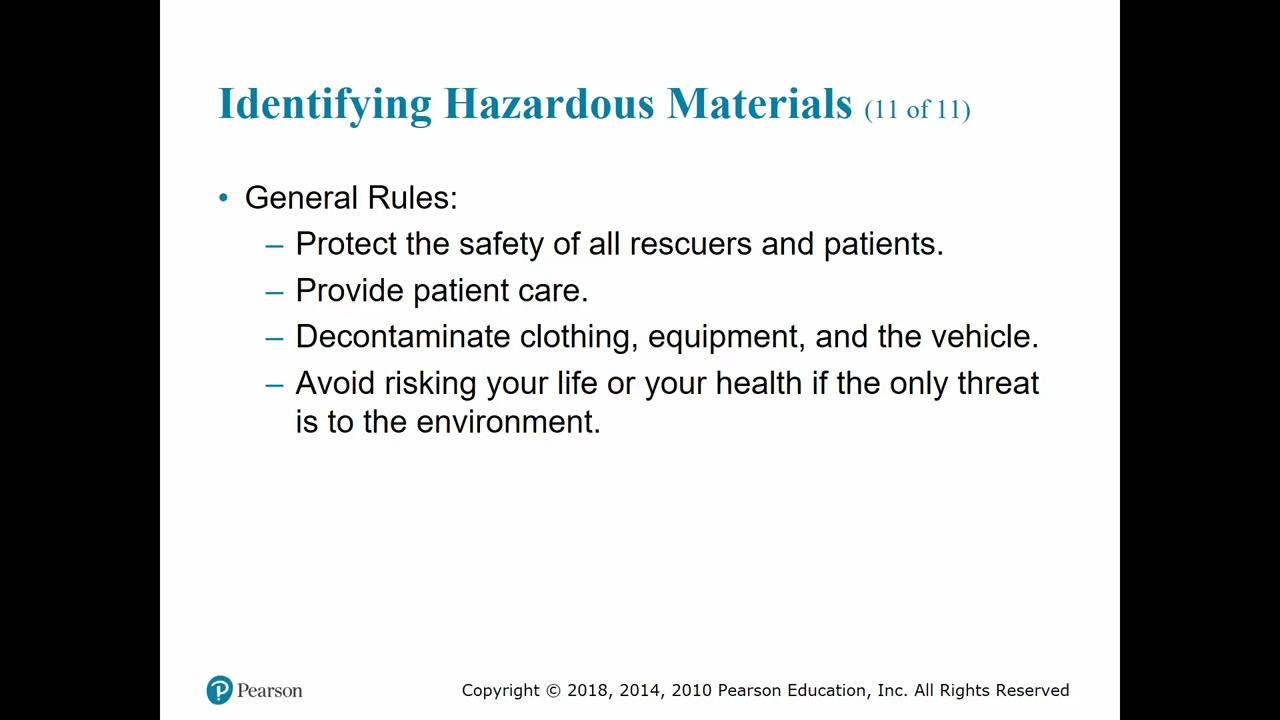 Identifying Hazardous Materials (11 of 11)
• General Rules:
– Protect the safety of all rescuers and patients.
– Provide patient care.
– Decontaminate clothing, equipment, and the vehicle.
– Avoid risking your life or your health if the only threat
is to the environment.
Pearson
Copyright © 2018, 2014, 2010 Pearson Education, Inc. All Rights Reserved